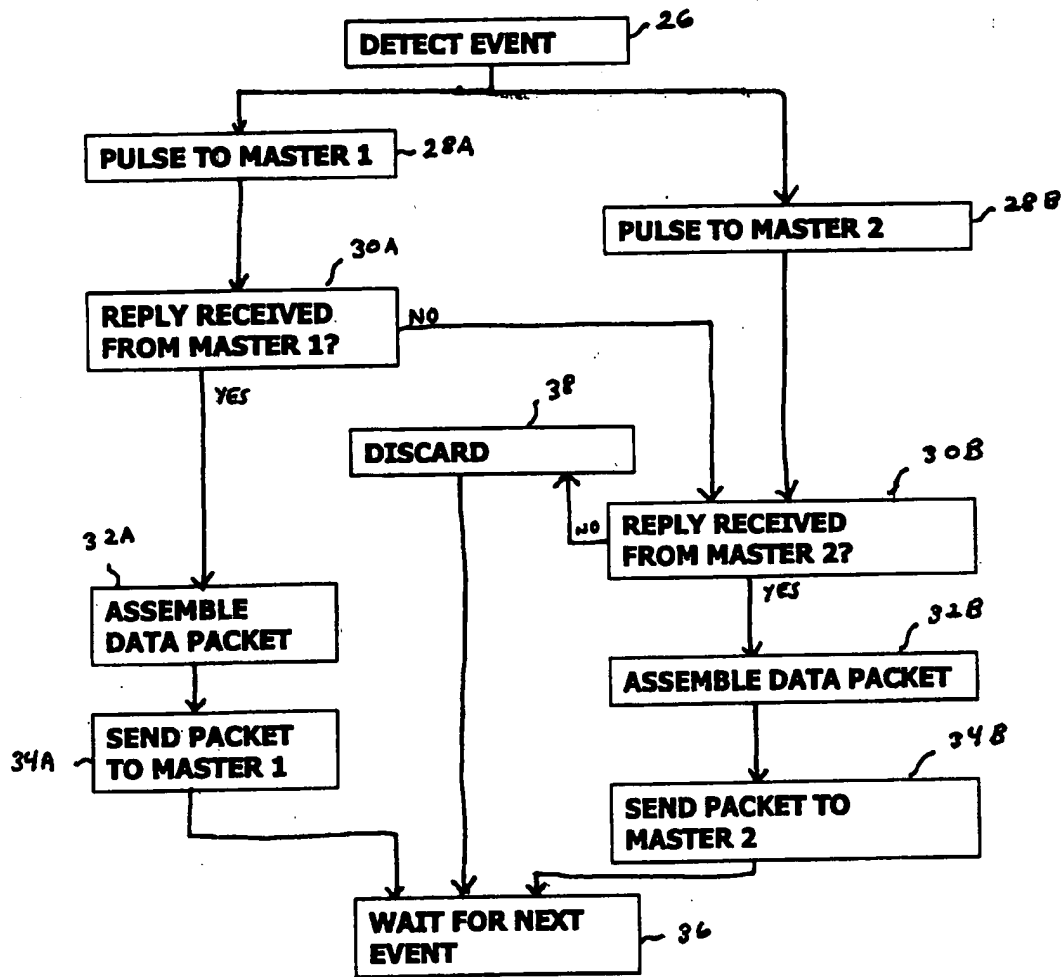 26
DETECT EVENT
PULSE TO MASTER 1
28A
28B
PULSE TO MASTER 2
30A
REPLY RECEIVED
FROM MASTER 1?
NO
YES
38
DISCARD
30B
NO
REPLY RECEIVED
FROM MASTER 2?
YES
32A
ASSEMBLE
DATA PACKET
32B
ASSEMBLE DATA PACKET
34A
SEND PACKET
TO MASTER 1
34B
SEND PACKET TO
MASTER 2
WAIT FOR NEXT
EVENT
36